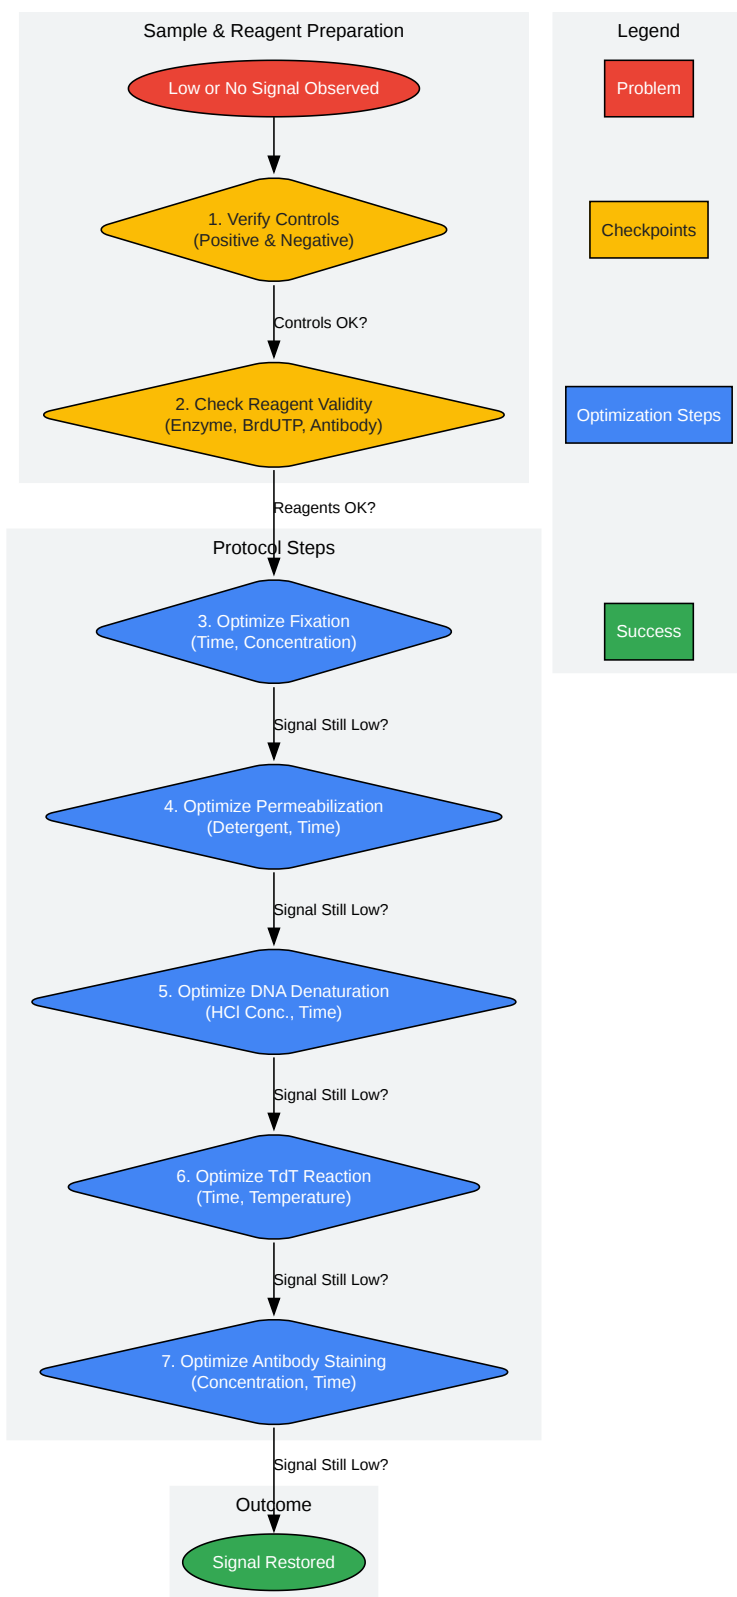 Sample & Reagent Preparation
Low or No Signal Observed
1. Verify Controls
(Positive & Negative)
Controls OK?
2. Check Reagent Validity
(Enzyme, BrdUTP, Antibody)
Reagents OK?
Protocol Steps
3. Optimize Fixation
(Time, Concentration)
Signal Still Low?
4. Optimize Permeabilization
(Detergent, Time)
Signal Still Low?
5. Optimize DNA Denaturation
(HCl Conc., Time)
Signal Still Low?
6. Optimize TdT Reaction
(Time, Temperature)
Signal Still Low?
7. Optimize Antibody Staining
(Concentration, Time)
Signal Still Low?
Outcome
Signal Restored
Legend
Problem
Checkpoints
Optimization Steps
Success